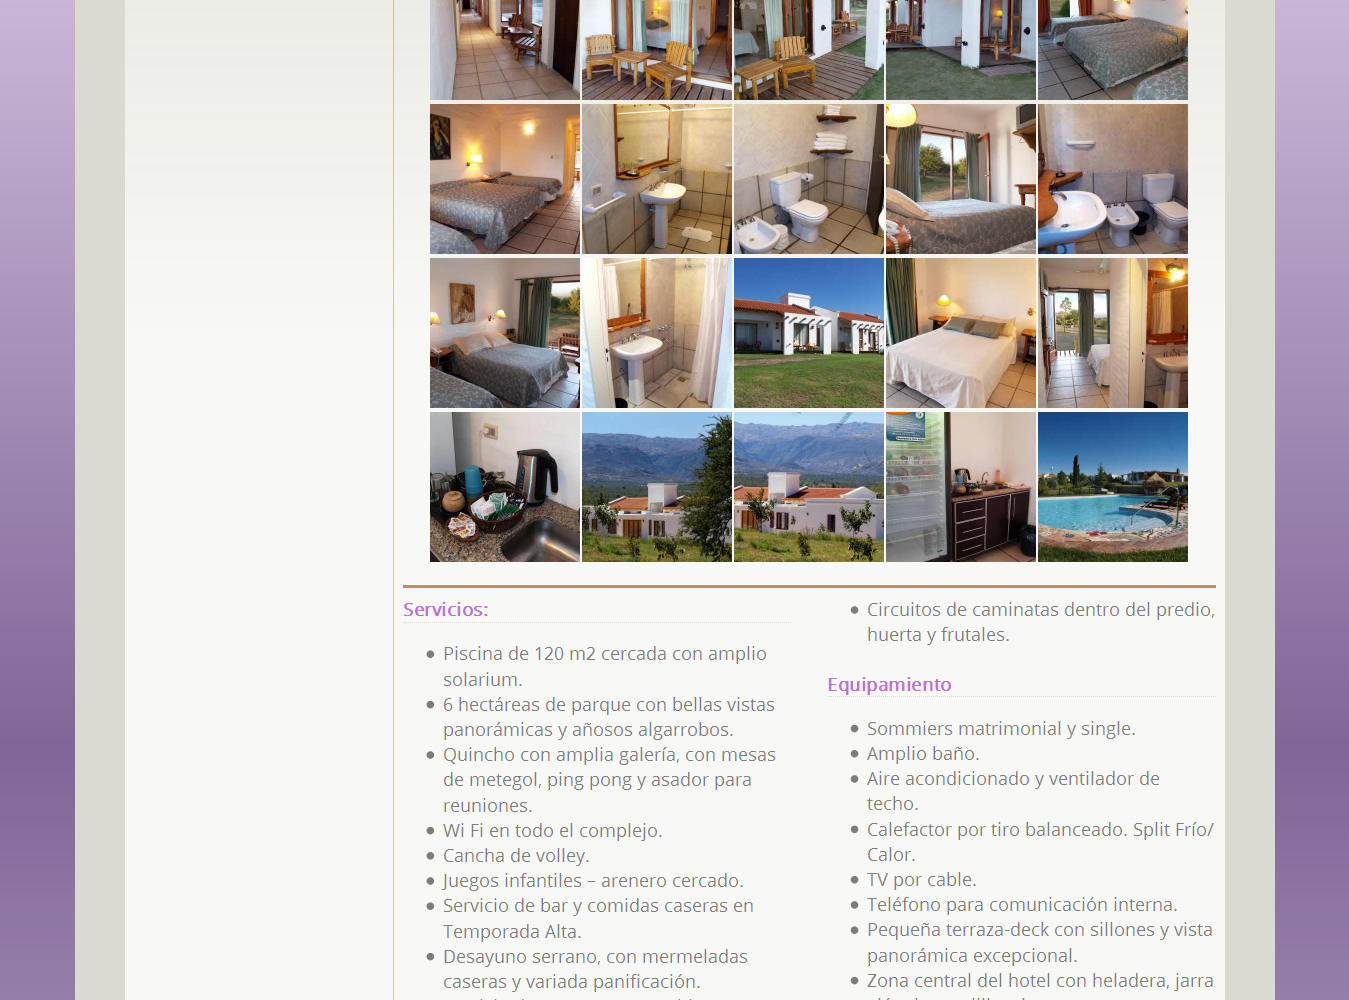 Servicios:
Piscina de 120 m2 cercada con amplio
solarium.
6 hectáreas de parque con bellas vistas
panorámicas y añosos algarrobos.
Quincho con amplia galería, con mesas
de metegol, ping pong y asador para
reuniones.
Wi Fi en todo el complejo.
Cancha de volley.
Juegos infantiles – arenero cercado.
Servicio de bar y comidas caseras en
Temporada Alta.
Desayuno serrano, con mermeladas
caseras y variada panificación.
Circuitos de caminatas dentro del predio,
huerta y frutales.
Equipamiento
Sommiers matrimonial y single.
Amplio baño.
Aire acondicionado y ventilador de
techo.
Calefactor por tiro balanceado. Split Frío/
Calor.
TV por cable.
Teléfono para comunicación interna.
Pequeña terraza-deck con sillones y vista
panorámica excepcional.
Zona central del hotel con heladera, jarra